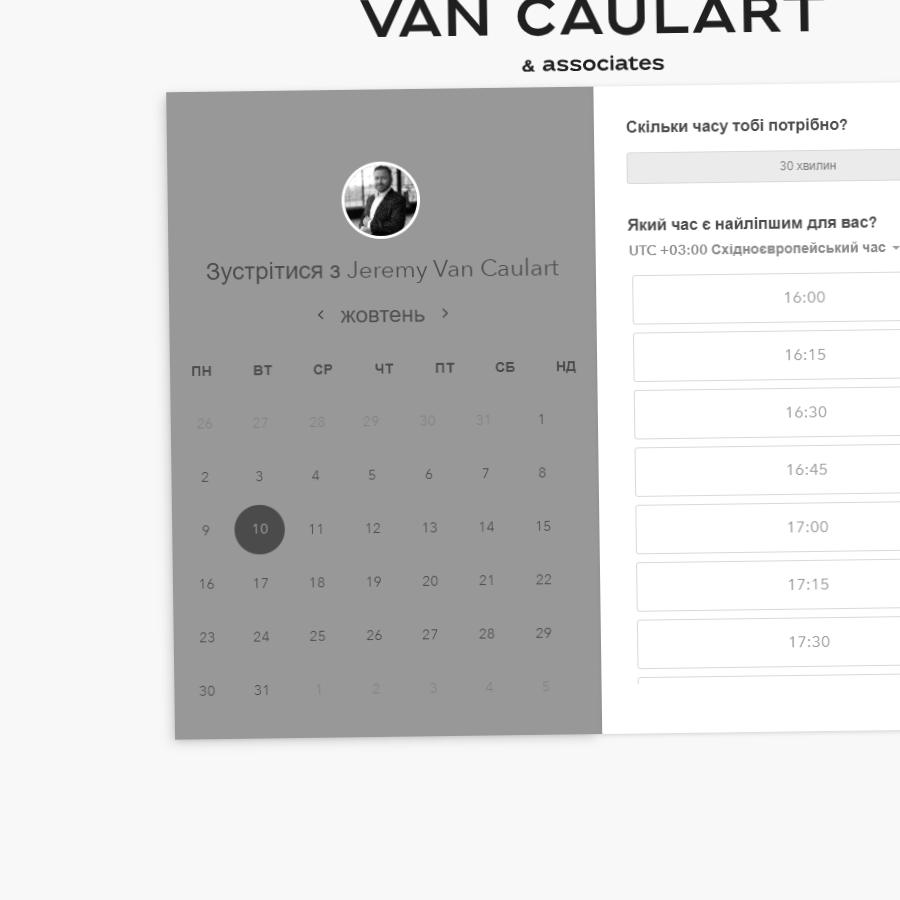 VAN CAULART
& associates
Зустрітися з Jeremy Van Caulart
жовтень
ПН ВТ СР ЧТ ПТ СБ НД
26 27 28 29 30 31 1
2 3 4 5 6 7 8
9 10 11 12 13 14 15
16 17 18 19 20 21 22
23 24 25 26 27 28 29
30 31 1 2 3 4 5
Скільки часу тобі потрібно?
30 хвилин
Який час є найліпшим для вас?
UTC +03:00 Східноєвропейський час
16:00
16:15
16:30
16:45
17:00
17:15
17:30